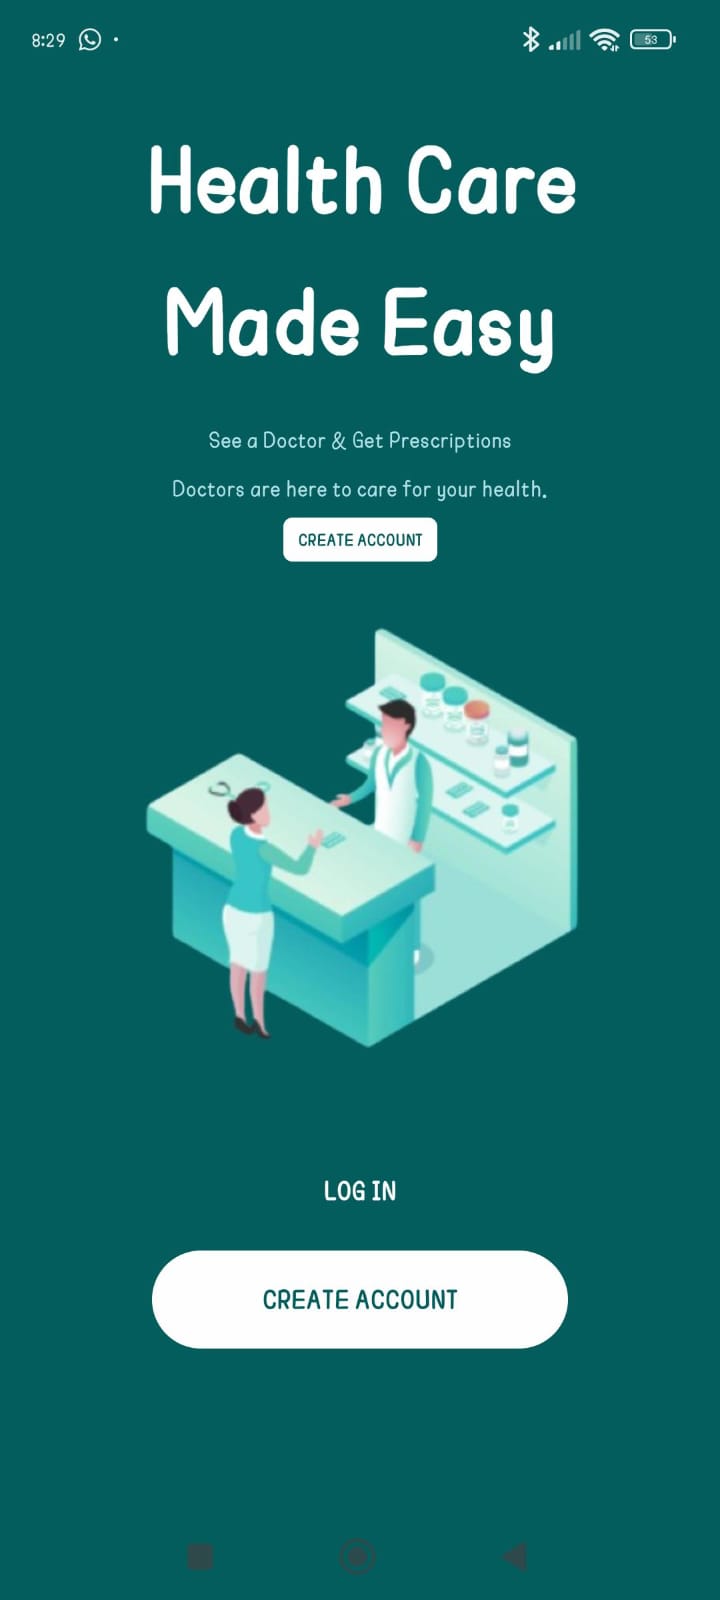 8:29
53
Health Care
Made Easy
See a Doctor & Get Prescriptions
Doctors are here to care for your health.
CREATE ACCOUNT
LOG IN
CREATE ACCOUNT